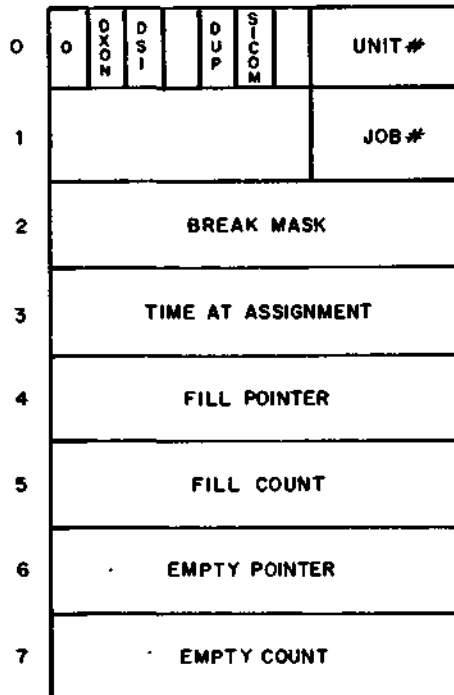 0 0 DXON DSI DUP SICOM UNIT#
1 JOB#
2 BREAK MASK
3 TIME AT ASSIGNMENT
4 FILL POINTER
5 FILL COUNT
6 EMPTY POINTER
7 EMPTY COUNT